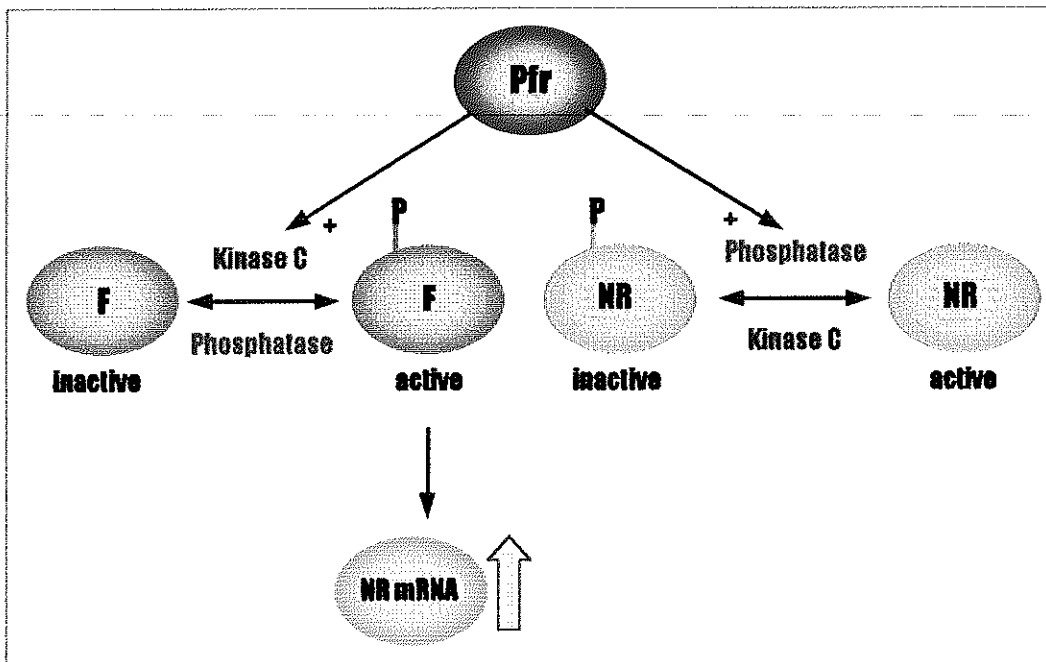 Pfr
+
P
Kinase C
F
F
Phosphatase
inactive
active
P
+
Phosphatase
NR
NR
Kinase C
inactive
active
NR mRNA